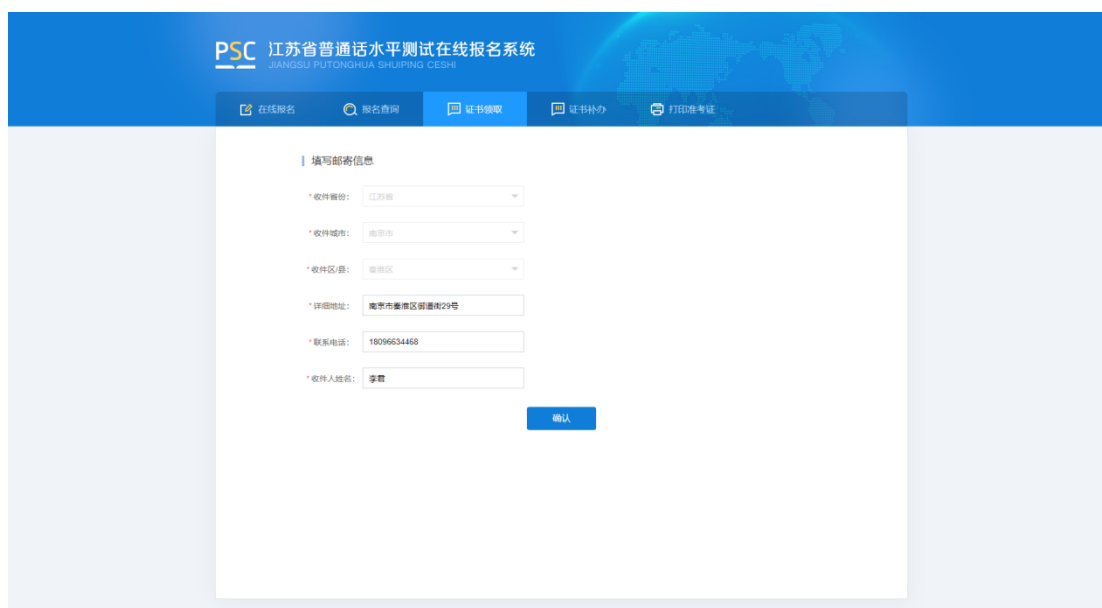 PSC 江苏省普通话水平测试在线报名系统
JIANGSU PUTONGHUA SHUIPING CESHI
在线报名 报名查询 证书领取 证书补办 打印准考证
填写邮寄信息
*收件省份： 江苏省
*收件城市： 南京市
*收件区/县： 秦淮区
*详细地址： 南京市秦淮区御道街29号
*联系电话： 18096634468
*收件人姓名： 李君
确认